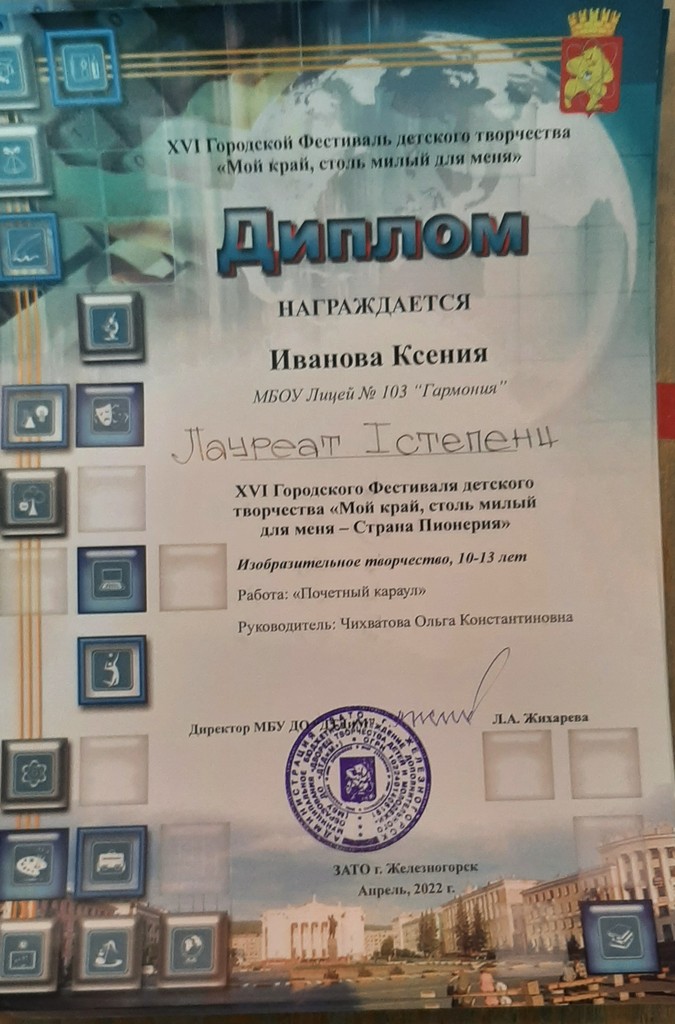 XVI Городской Фестиваль детского творчества
«Мой край, столь милый для меня»
Диплом
НАГРАЖДАЕТСЯ
Иванова Ксения
МБОУ Лицей № 103 "Гармония"
Лауреат I степени
XVI Городского Фестиваля детского
творчества «Мой край, столь милый
для меня – Страна Пионерия»
Изобразительное творчество, 10-13 лет
Работа: «Почетный караул»
Руководитель: Чихватова Ольга Константиновна
Директор МБУ ДО "ДТДиМ" Л.А. Жихарева
ЗАТО г. Железногорск
Апрель, 2022 г.